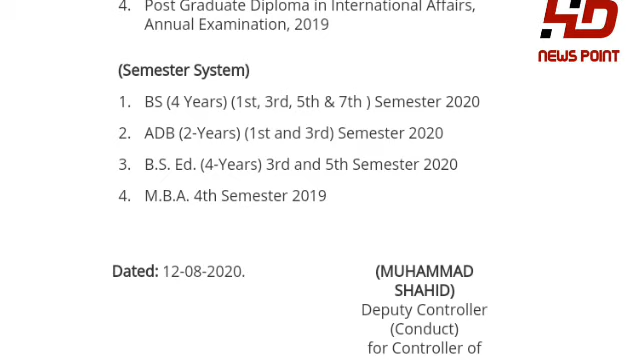 4. Post Graduate Diploma in International Affairs,
Annual Examination, 2019
HD
NEWS POINT
(Semester System)
1. BS (4 Years) (1st, 3rd, 5th & 7th ) Semester 2020
2. ADB (2-Years) (1st and 3rd) Semester 2020
3. B.S. Ed. (4-Years) 3rd and 5th Semester 2020
4. M.B.A. 4th Semester 2019
Dated: 12-08-2020.
(MUHAMMAD
SHAHID)
Deputy Controller
(Conduct)
for Controller of